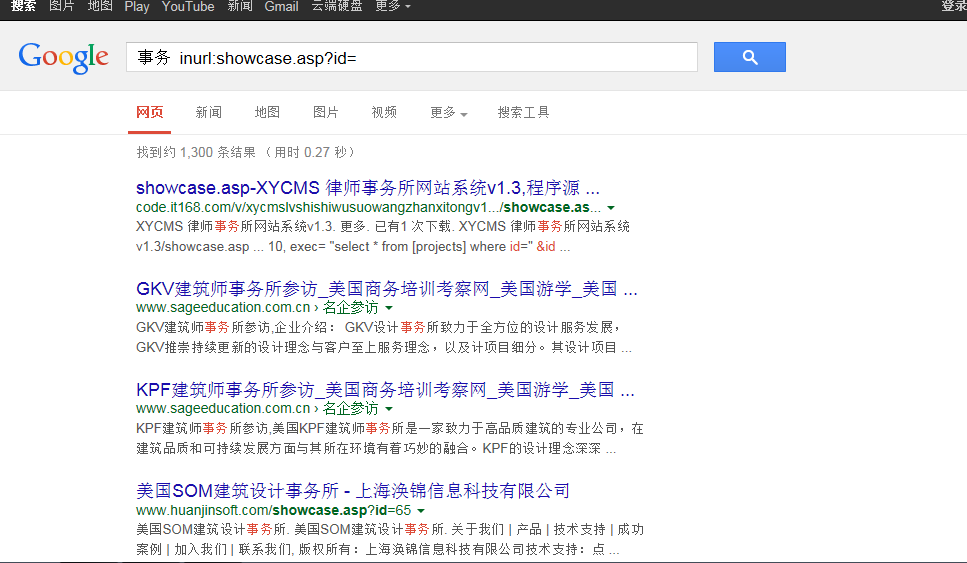 搜索 图片 地图 Play YouTube 新闻 Gmail 云端硬盘 更多 登录
Google 事务 inurl:showcase.asp?id=
网页 新闻 地图 图片 视频 更多 搜索工具
找到约 1,300 条结果 (用时 0.27 秒)
showcase.asp-XYCMS 律师事务所网站系统v1.3,程序源 ...
code.it168.com/v/xycmslvshishiwusuowangzhanxitongv1.../showcase.as...
XYCMS 律师事务所网站系统v1.3. 更多. 已有1 次下载. XYCMS 律师事务所网站系统
v1.3/showcase.asp ... 10, exec= "select * from [projects] where id=" &id ...
GKV建筑师事务所参访_美国商务培训考察网_美国游学_美国 ...
www.sageeducation.com.cn › 名企参访
GKV建筑师事务所参访,企业介绍： GKV设计事务所致力于全方位的设计服务发展，
GKV推崇持续更新的设计理念与客户至上服务理念，以及计项目细分。其设计项目 ...
KPF建筑师事务所参访_美国商务培训考察网_美国游学_美国 ...
www.sageeducation.com.cn › 名企参访
KPF建筑师事务所参访,美国KPF建筑师事务所是一家致力于高品质建筑的专业公司，在
建筑品质和可持续发展方面与其所在环境有着巧妙的融合。KPF的设计理念深深 ...
美国SOM建筑设计事务所 - 上海涣锦信息科技有限公司
www.huanjinsoft.com/showcase.asp?id=65
美国SOM建筑设计事务所. 美国SOM建筑设计事务所. 关于我们 | 产品 | 技术支持 | 成功
案例 | 加入我们 | 联系我们, 版权所有：上海涣锦信息科技有限公司技术支持：点 ...